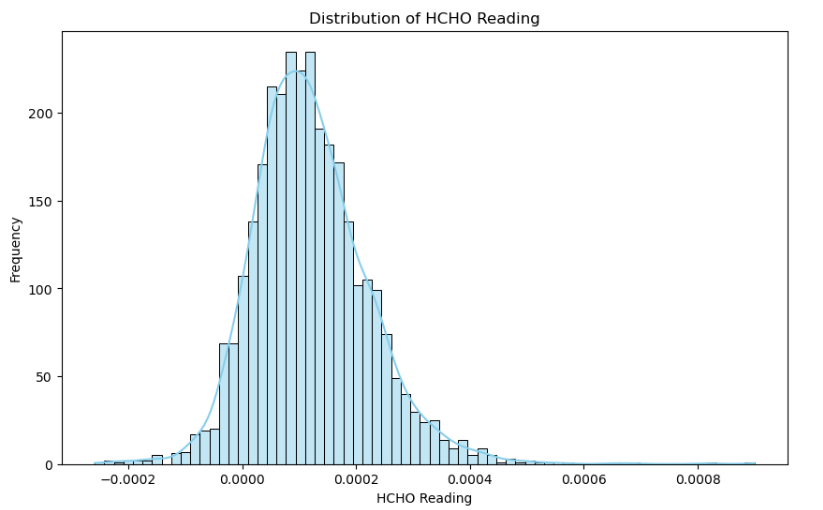 Distribution of HCHO Reading
200
150
100
50
0
Frequency
−0.0002 0.0000 0.0002 0.0004 0.0006 0.0008
HCHO Reading